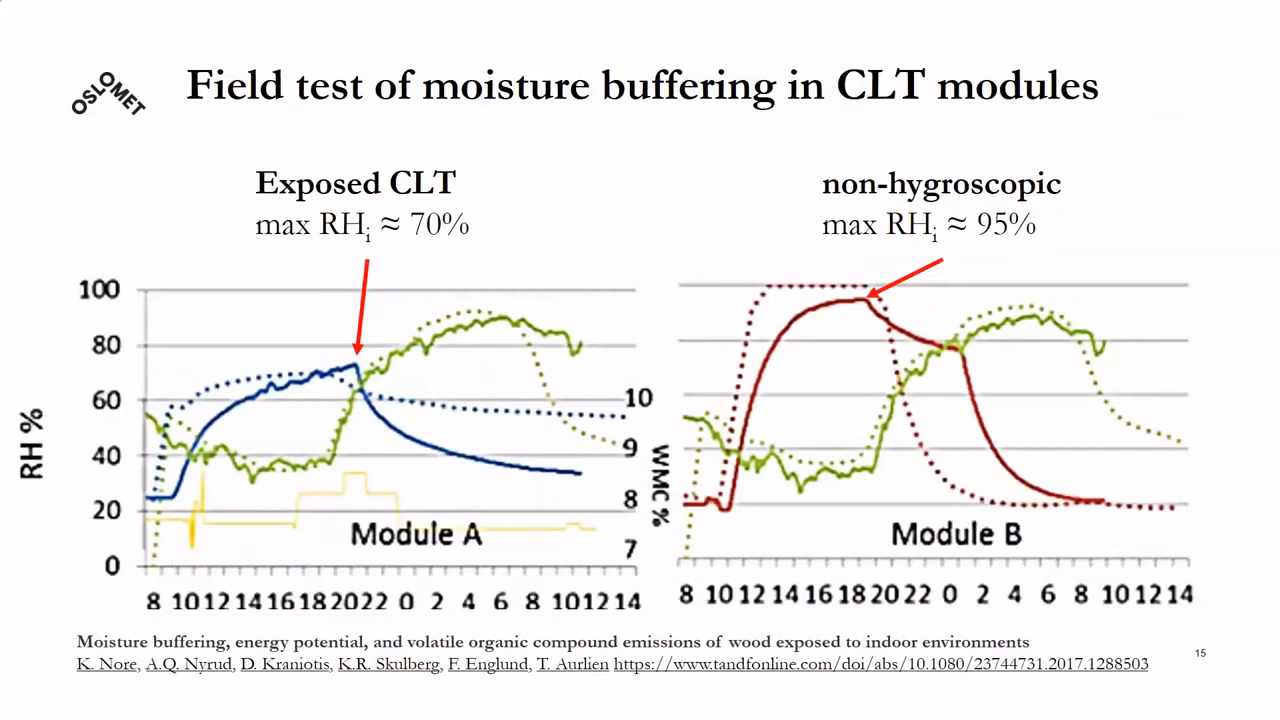 OSLOMET
Field test of moisture buffering in CLT modules
Exposed CLT
max RHi ≈ 70%
non-hygroscopic
max RHi ≈ 95%
RH %
100
80
60
40
20
0
10
9
8
7
WMC %
Module A
Module B
8 10 12 14 16 18 20 22 0 2 4 6 8 10 12 14
8 10 12 14 16 18 20 22 0 2 4 6 8 10 12 14
Moisture buffering, energy potential, and volatile organic compound emissions of wood exposed to indoor environments
K. Nore, A.Q. Nyrud, D. Kraniotis, K.R. Skulberg, F. Englund, T. Aurlien https://www.tandfonline.com/doi/abs/10.1080/23744731.2017.1288503
15